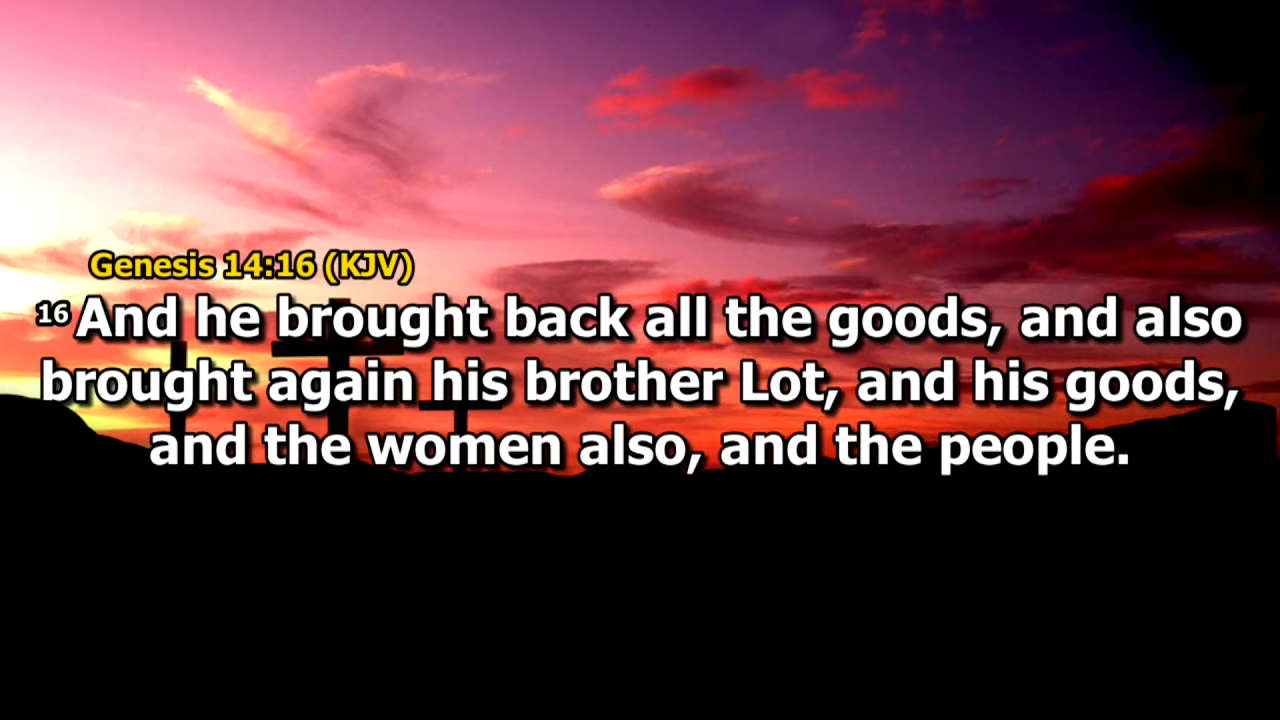 Genesis 14:16 (KJV)
16 And he brought back all the goods, and also
brought again his brother Lot, and his goods,
and the women also, and the people.